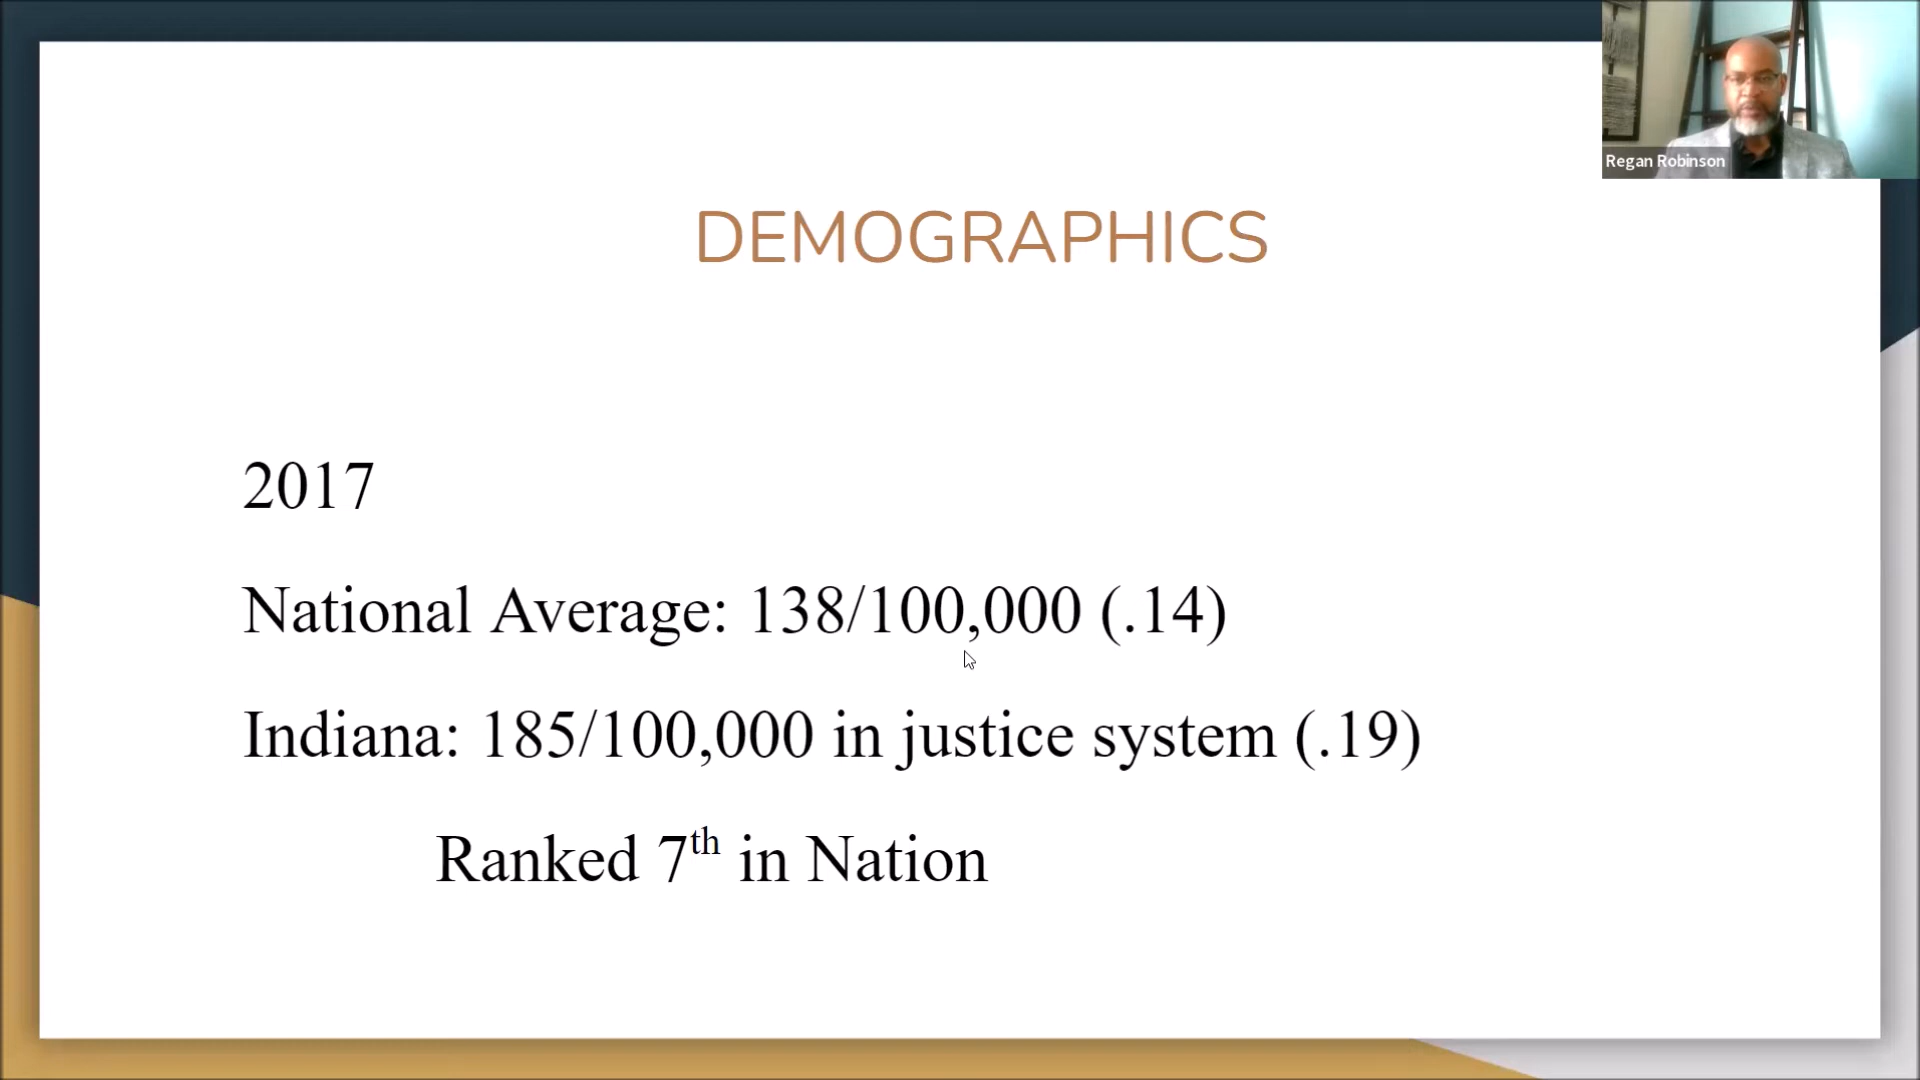 Regan Robinson
DEMOGRAPHICS
2017
National Average: 138/100,000 (.14)
Indiana: 185/100,000 in justice system (.19)
Ranked 7th in Nation